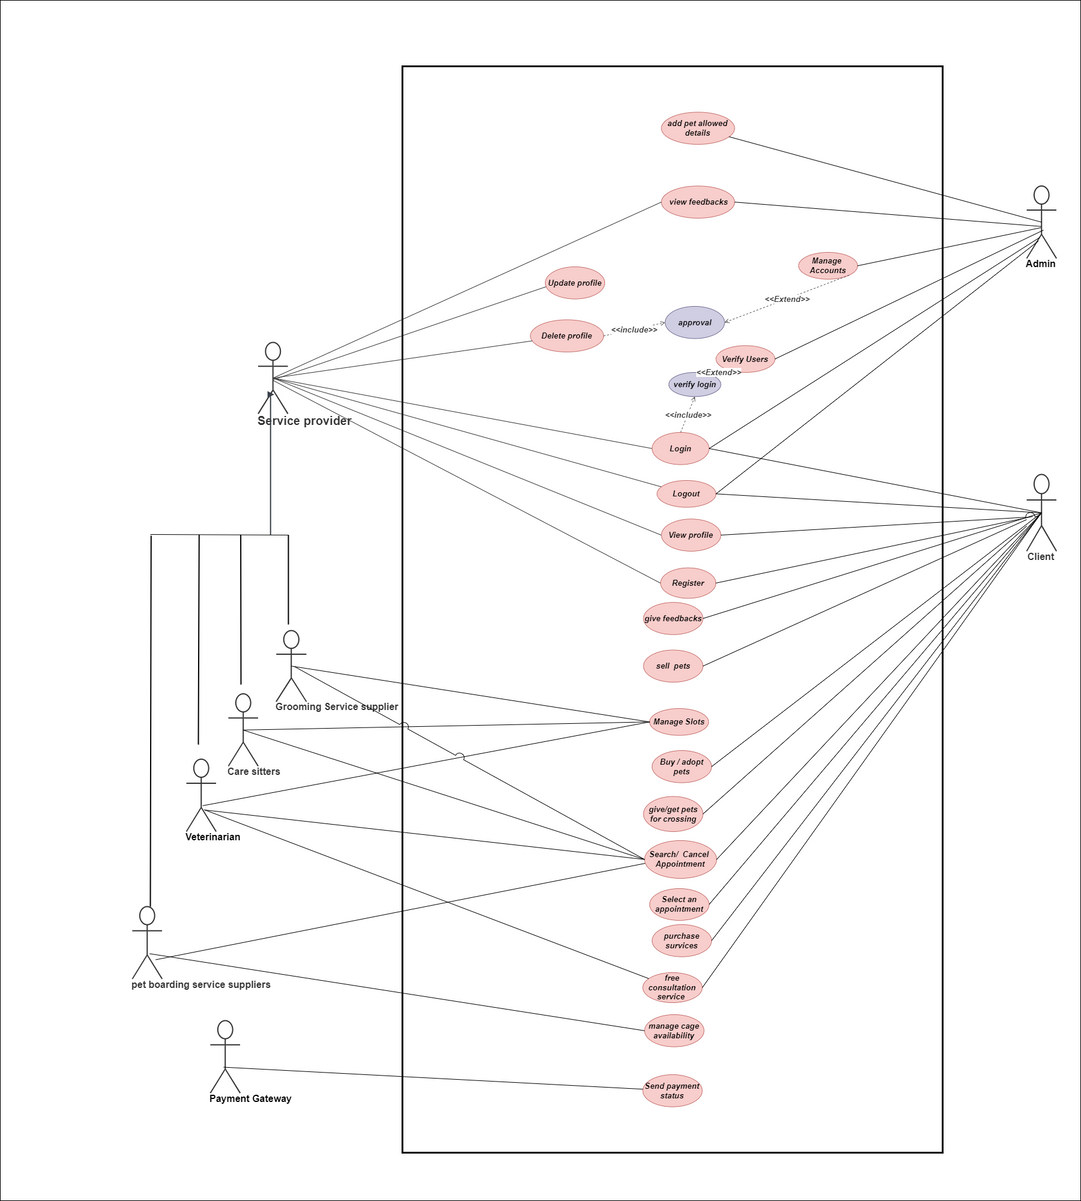 add pet allowed
details
view feedbacks
Manage
Accounts
Admin
Update profile
<<Extend>>
approval
<<include>>
Delete profile
Verify Users
<<Extend>>
verify login
<<include>>
Service provider
Login
Logout
View profile
Client
Register
give feedbacks
sell  pets
Grooming Service supplier
Manage Slots
Care sitters
Buy / adopt
pets
give/get pets
for crossing
Veterinarian
Search/  Cancel
Appointment
Select an
appointment
purchase
survices
pet boarding service suppliers
free
consultation
service
manage cage
availability
Send payment
status
Payment Gateway